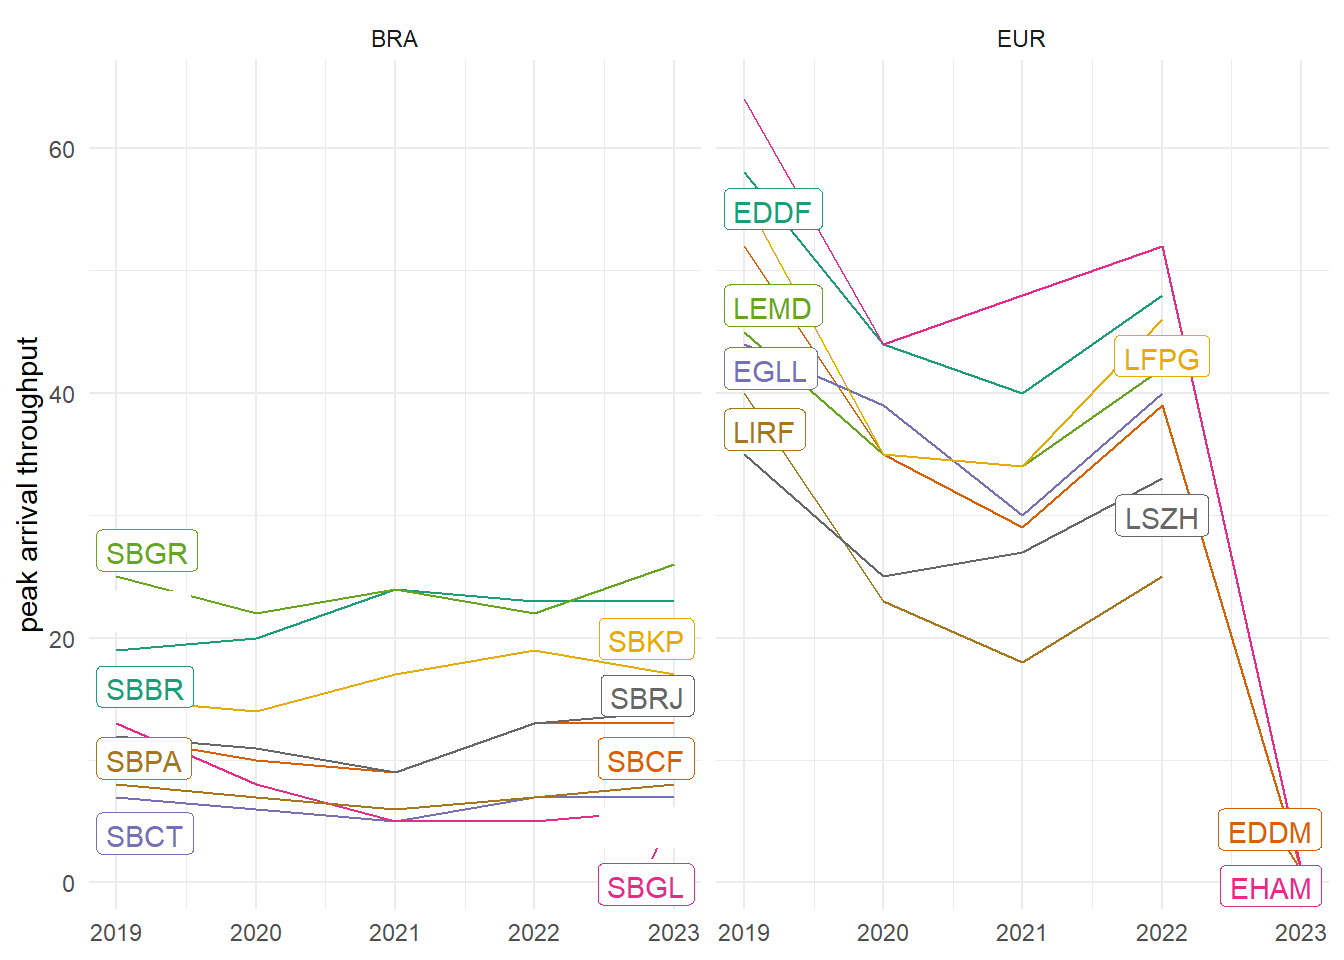 BRA
EUR
peak arrival throughput
60
40
20
0
SBGR
SBBR
SBPA
SBCT
SBKP
SBRJ
SBCF
SBGL
EDDF
LEMD
EGLL
LIRF
LFPG
LSZH
EDDM
EHAM
2019 2020 2021 2022 2023 2019 2020 2021 2022 2023